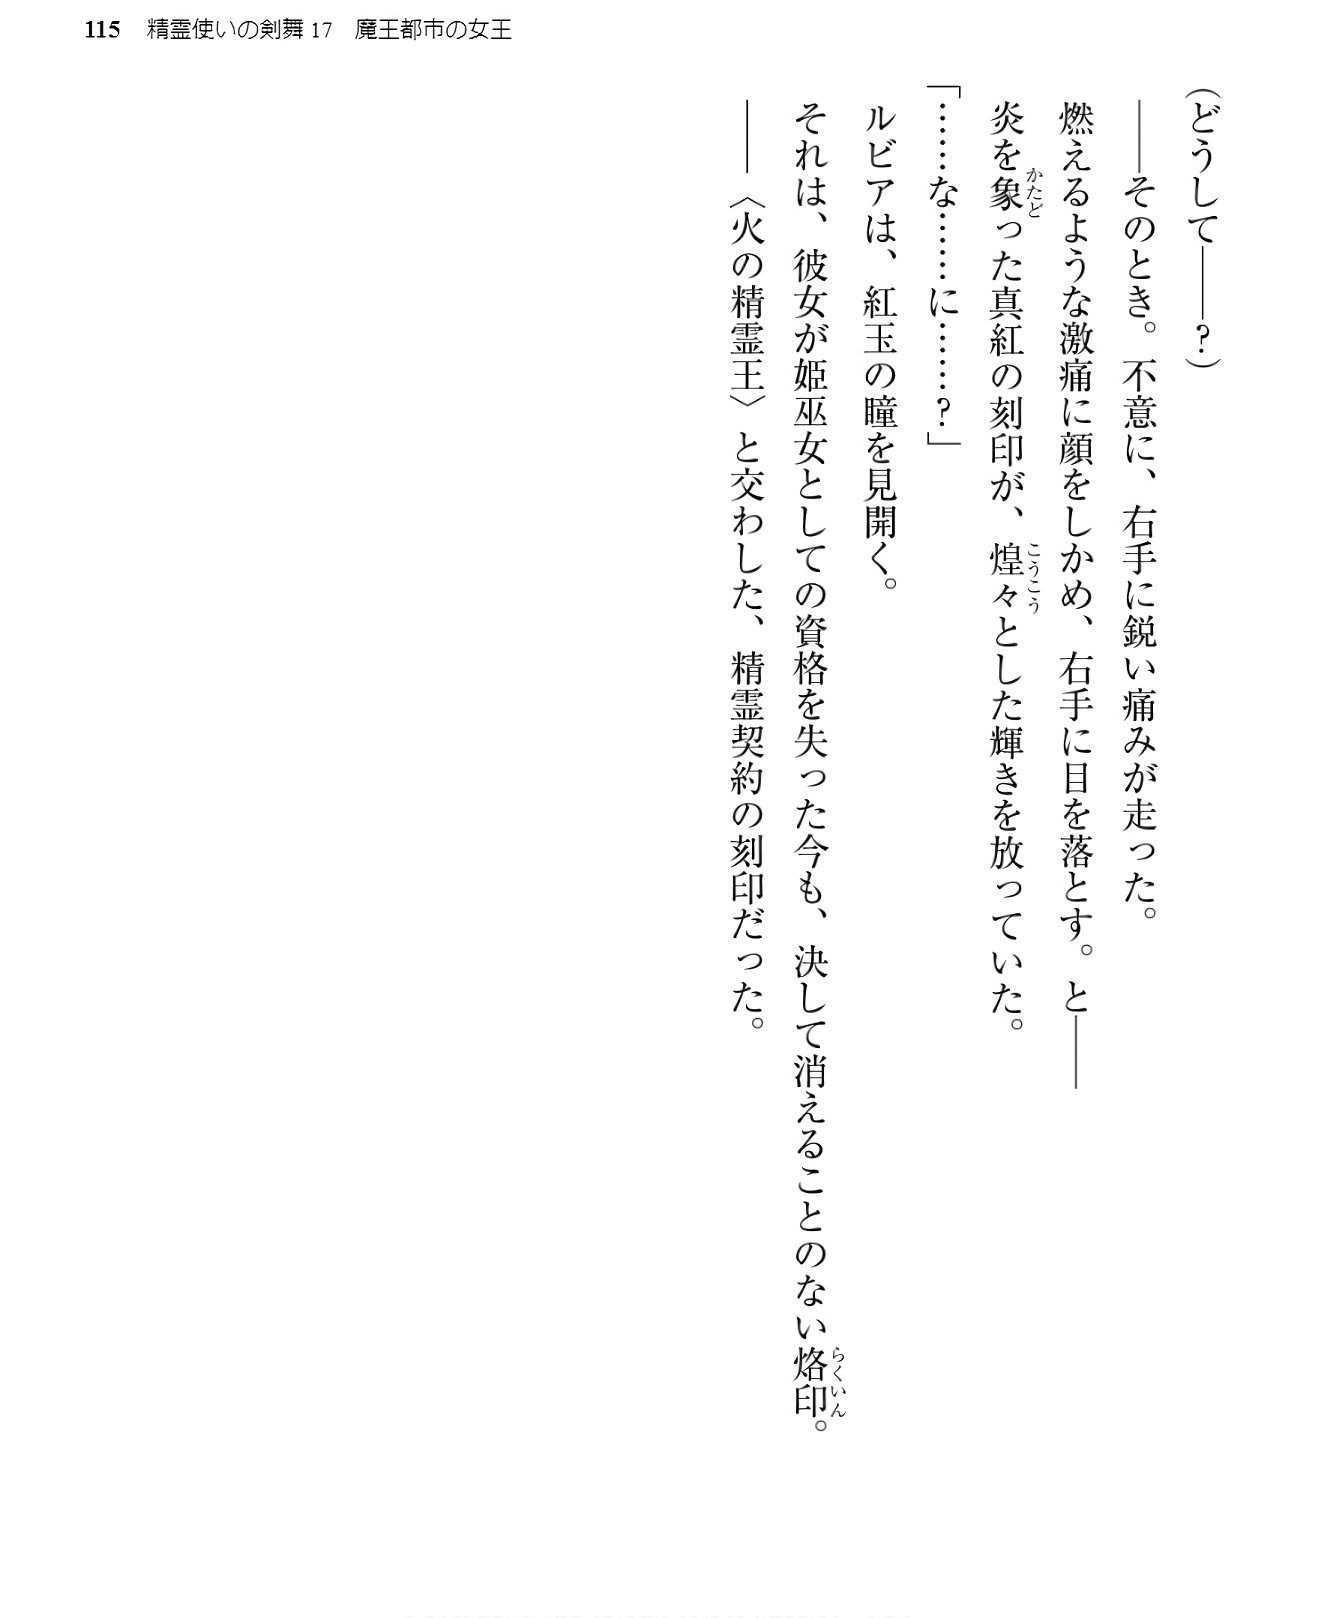 115 精霊使いの剣舞 17 魔王都市の女王
（どうして――？）
――そのとき。不意に、右手に鋭い痛みが走った。
燃えるような激痛に顔をしかめ、右手に目を落とす。と――
炎を象った真紅の刻印が、煌々とした輝きを放っていた。
かたど
こうこう
「……な……に……？」
ルビアは、紅玉の瞳を見開く。
それは、彼女が姫巫女としての資格を失った今も、決して消えることのない烙印。
らくいん
――〈火の精霊王〉と交わした、精霊契約の刻印だった。